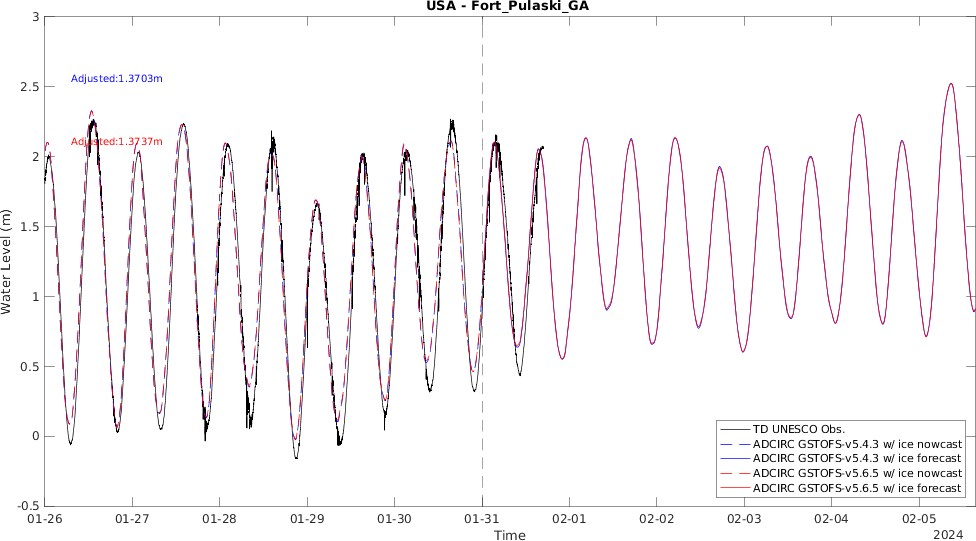 USA - Fort_Pulaski_GA
3
2.5
2
1.5
1
0.5
0
-0.5
Water Level (m)
Adjusted:1.3703m
Adjusted:1.3737m
TD UNESCO Obs.
ADCIRC GSTOFS-v5.4.3 w/ ice nowcast
ADCIRC GSTOFS-v5.4.3 w/ ice forecast
ADCIRC GSTOFS-v5.6.5 w/ ice nowcast
ADCIRC GSTOFS-v5.6.5 w/ ice forecast
01-26 01-27 01-28 01-29 01-30 01-31 02-01 02-02 02-03 02-04 02-05
Time
2024